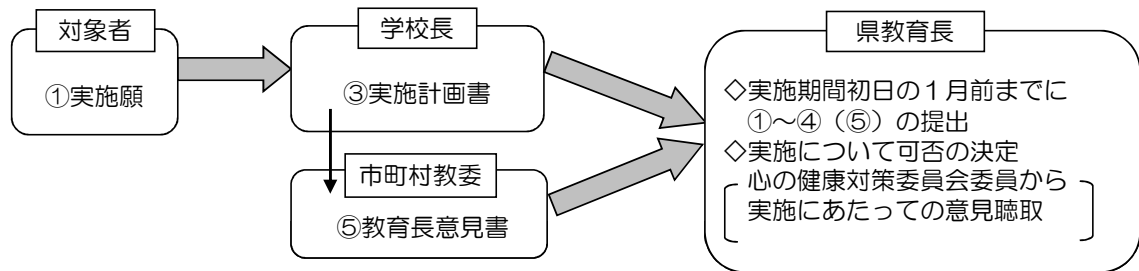 対象者
①実施願
学校長
③実施計画書
市町村教委
⑤教育長意見書
県教育長
◇実施期間初日の１月前までに
①～④（⑤）の提出
◇実施について可否の決定
心の健康対策委員会委員から
実施にあたっての意見聴取